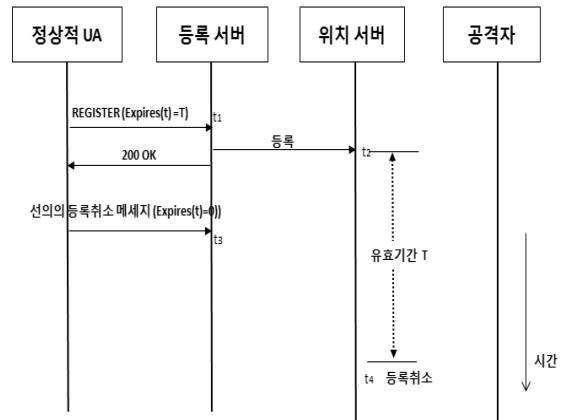 정상적 UA
등록 서버
위치 서버
공격자
REGISTER (Expires(t)=T)
t1
등록
t2
200 OK
선의의 등록취소 메세지 (Expires(t)=0))
t3
유효기간 T
시간
t4 등록취소